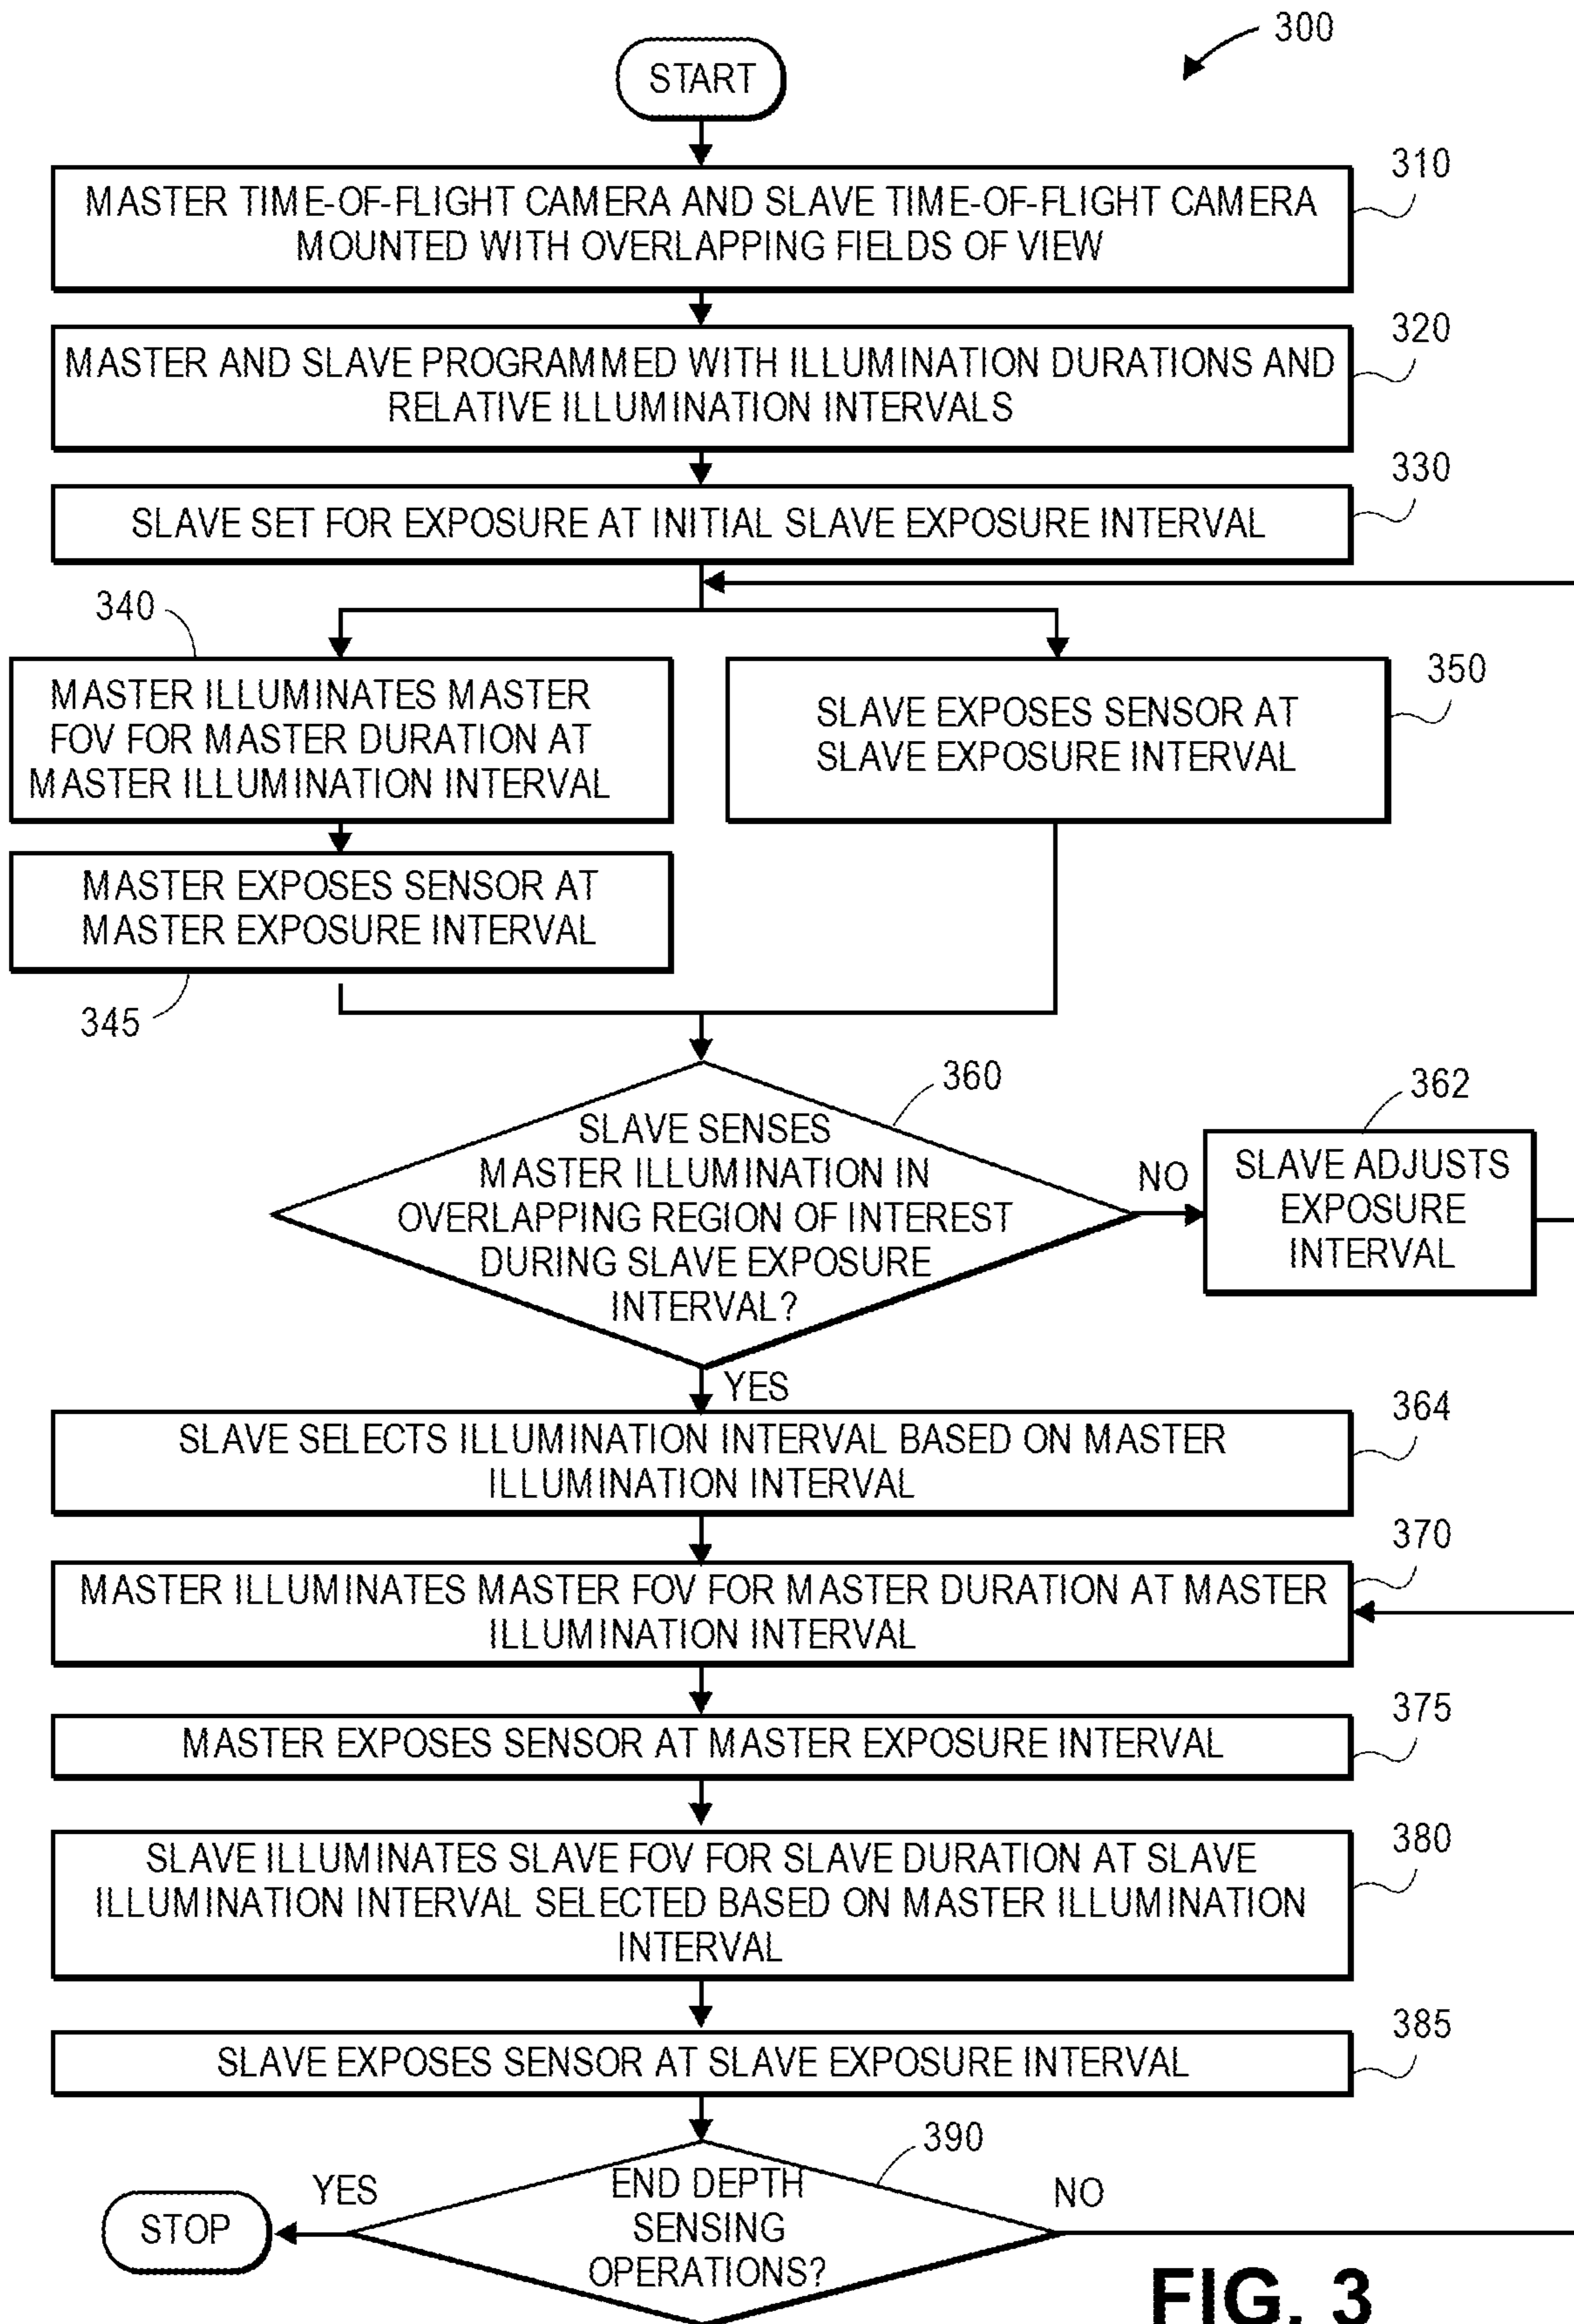 300
START
310
MASTER TIME-OF-FLIGHT CAMERA AND SLAVE TIME-OF-FLIGHT CAMERA
MOUNTED WITH OVERLAPPING FIELDS OF VIEW
320
MASTER AND SLAVE PROGRAMMED WITH ILLUMINATION DURATIONS AND
RELATIVE ILLUMINATION INTERVALS
330
SLAVE SET FOR EXPOSURE AT INITIAL SLAVE EXPOSURE INTERVAL
340
MASTER ILLUMINATES MASTER
FOV FOR MASTER DURATION AT
MASTER ILLUMINATION INTERVAL
350
SLAVE EXPOSES SENSOR AT
SLAVE EXPOSURE INTERVAL
MASTER EXPOSES SENSOR AT
MASTER EXPOSURE INTERVAL
345
360
SLAVE SENSES
MASTER ILLUMINATION IN
OVERLAPPING REGION OF INTEREST
DURING SLAVE EXPOSURE
INTERVAL?
NO
362
SLAVE ADJUSTS
EXPOSURE
INTERVAL
YES
364
SLAVE SELECTS ILLUMINATION INTERVAL BASED ON MASTER
ILLUMINATION INTERVAL
370
MASTER ILLUMINATES MASTER FOV FOR MASTER DURATION AT MASTER
ILLUMINATION INTERVAL
375
MASTER EXPOSES SENSOR AT MASTER EXPOSURE INTERVAL
380
SLAVE ILLUMINATES SLAVE FOV FOR SLAVE DURATION AT SLAVE
ILLUMINATION INTERVAL SELECTED BASED ON MASTER ILLUMINATION
INTERVAL
385
SLAVE EXPOSES SENSOR AT SLAVE EXPOSURE INTERVAL
390
END DEPTH
SENSING
OPERATIONS?
YES
STOP
NO
FIG. 3